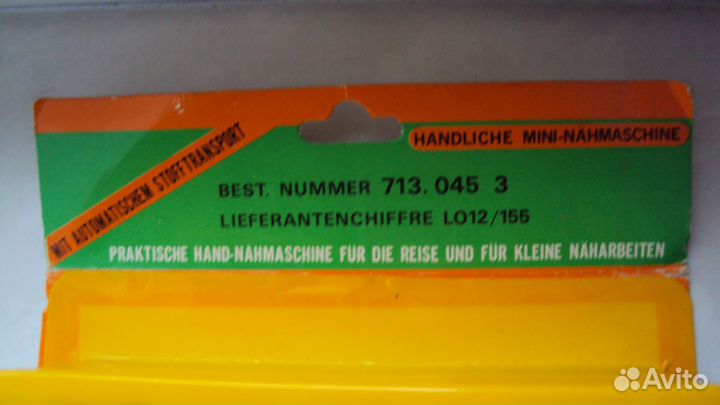 MIT AUTOMATISCHEM STOFFTRANSPORT
HANDLICHE MINI-NÄHMASCHINE
BEST. NUMMER 713. 045 3
LIEFERANTENCHIFFRE LO12/155
PRAKTISCHE HAND-NÄHMASCHINE FÜR DIE REISE UND FÜR KLEINE NÄHARBEITEN
Avito